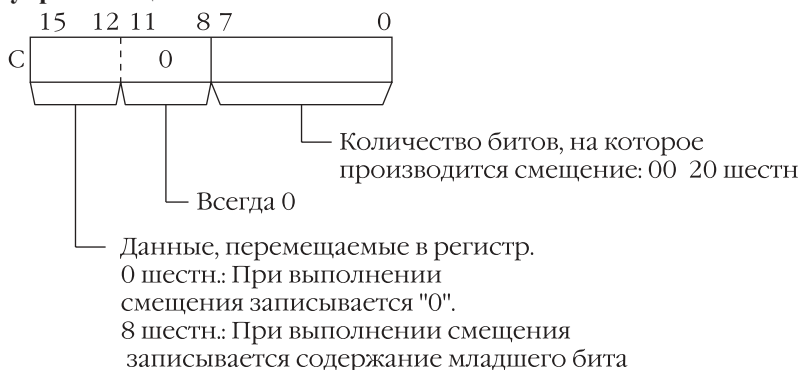 15 12 11 8 7 0
C 0
Количество битов, на которое
производится смещение: 00 20 шестн
Всегда 0
Данные, перемещаемые в регистр.
0 шестн.: При выполнении
смещения записывается "0".
8 шестн.: При выполнении смещения
записывается содержание младшего бита